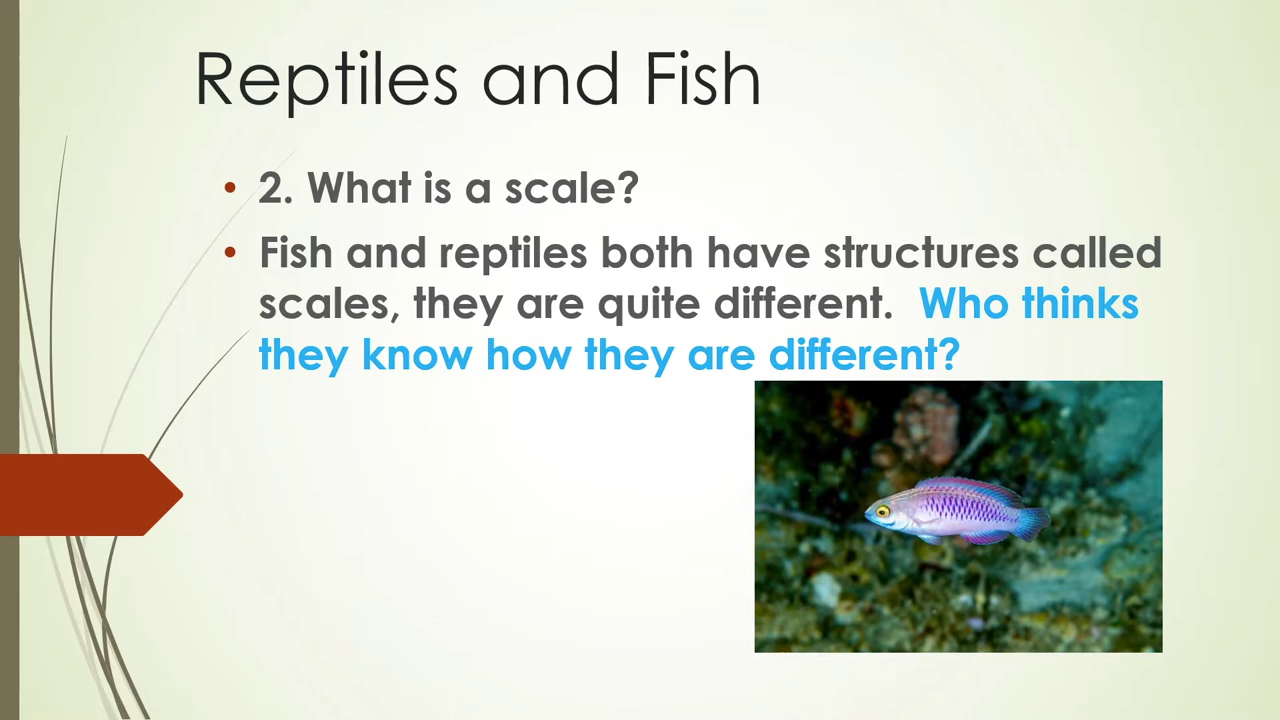 Reptiles and Fish
• 2. What is a scale?
• Fish and reptiles both have structures called
scales, they are quite different.  Who thinks
they know how they are different?